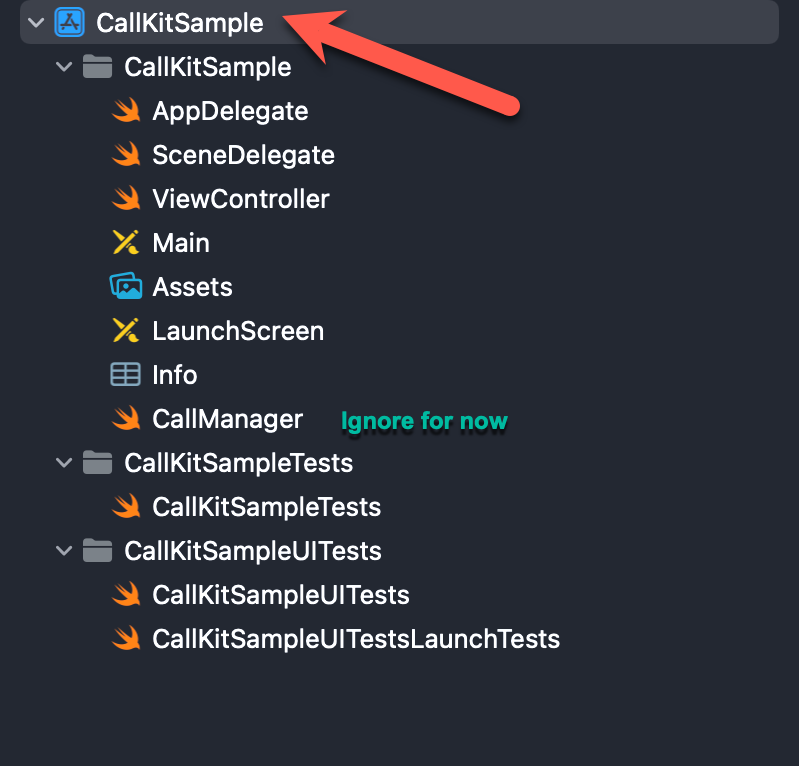 CallKitSample
CallKitSample
AppDelegate
SceneDelegate
ViewController
Main
Assets
LaunchScreen
Info
CallManager Ignore for now
CallKitSampleTests
CallKitSampleTests
CallKitSampleUITests
CallKitSampleUITests
CallKitSampleUITestsLaunchTests